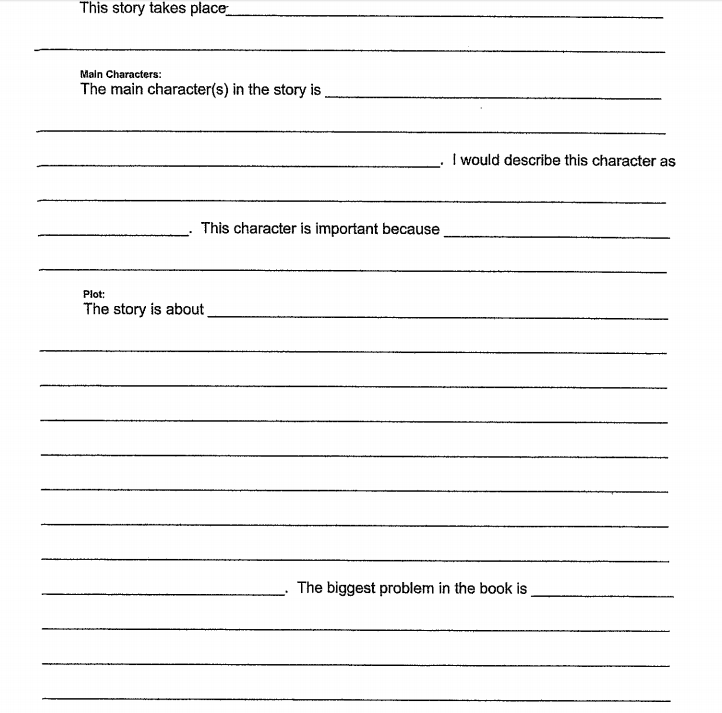 This story takes place
Main Characters:
The main character(s) in the story is
. I would describe this character as
. This character is important because
Plot:
The story is about
. The biggest problem in the book is